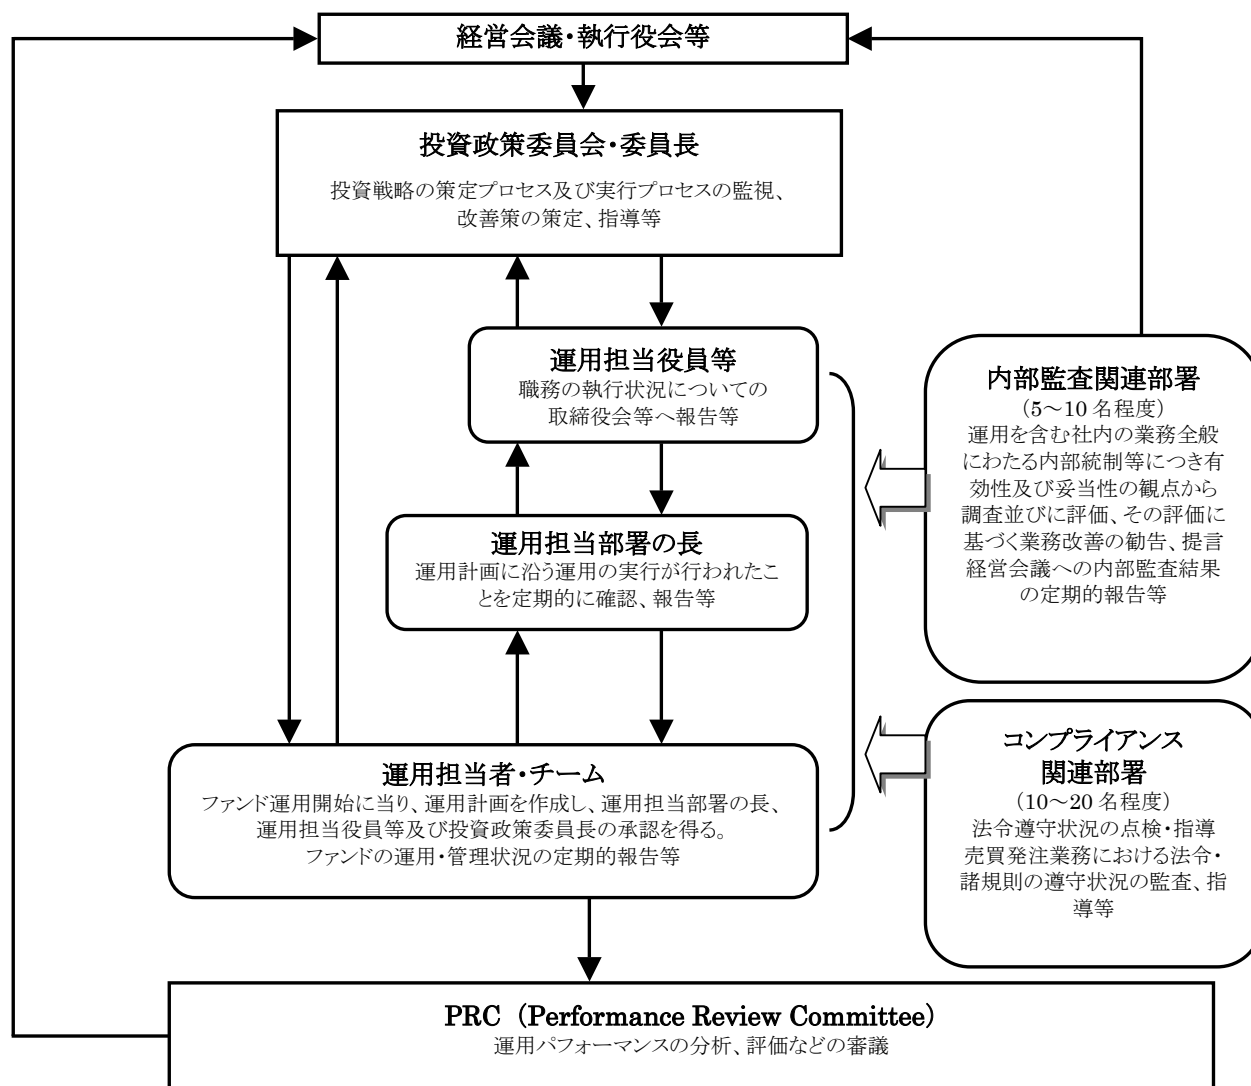 経営会議・執行役会等
投資政策委員会・委員長
投資戦略の策定プロセス及び実行プロセスの監視、
改善策の策定、指導等
運用担当役員等
職務の執行状況についての
取締役会等へ報告等
運用担当部署の長
運用計画に沿う運用の実行が行われたこ
とを定期的に確認、報告等
運用担当者・チーム
ファンド運用開始に当り、運用計画を作成し、運用担当部署の長、
運用担当役員等及び投資政策委員長の承認を得る。
ファンドの運用・管理状況の定期的報告等
内部監査関連部署
（5～10 名程度）
運用を含む社内の業務全般
にわたる内部統制等につき有
効性及び妥当性の観点から
調査並びに評価、その評価に
基づく業務改善の勧告、提言
経営会議への内部監査結果
の定期的報告等
コンプライアンス
関連部署
（10～20 名程度）
法令遵守状況の点検・指導
売買発注業務における法令・
諸規則の遵守状況の監査、指
導等
PRC（Performance Review Committee）
運用パフォーマンスの分析、評価などの審議